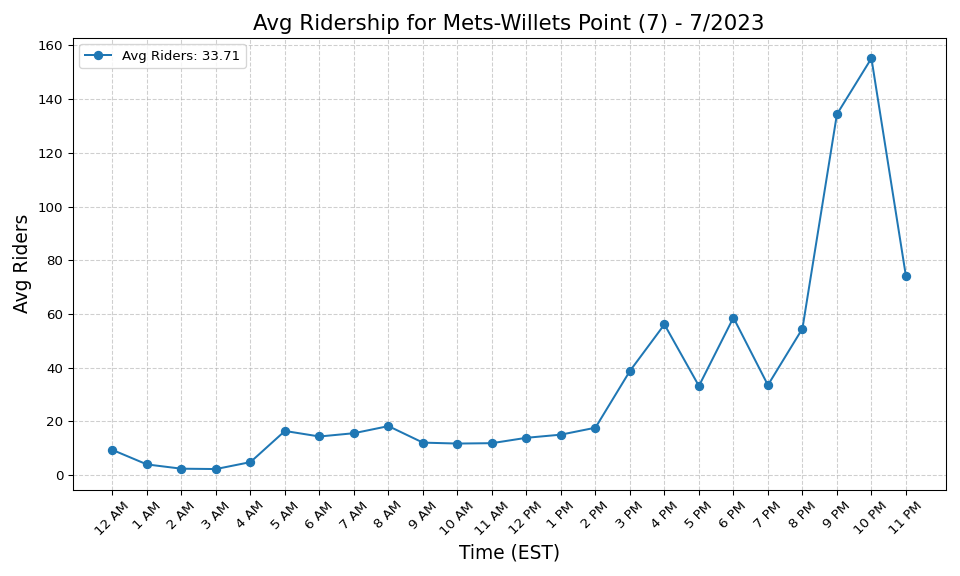 Avg Ridership for Mets-Willets Point (7) - 7/2023
Avg Riders: 33.71
160
140
120
100
80
60
40
20
0
Avg Riders
12 AM
1 AM
2 AM
3 AM
4 AM
5 AM
6 AM
7 AM
8 AM
9 AM
10 AM
11 AM
12 PM
1 PM
2 PM
3 PM
4 PM
5 PM
6 PM
7 PM
8 PM
9 PM
10 PM
11 PM
Time (EST)